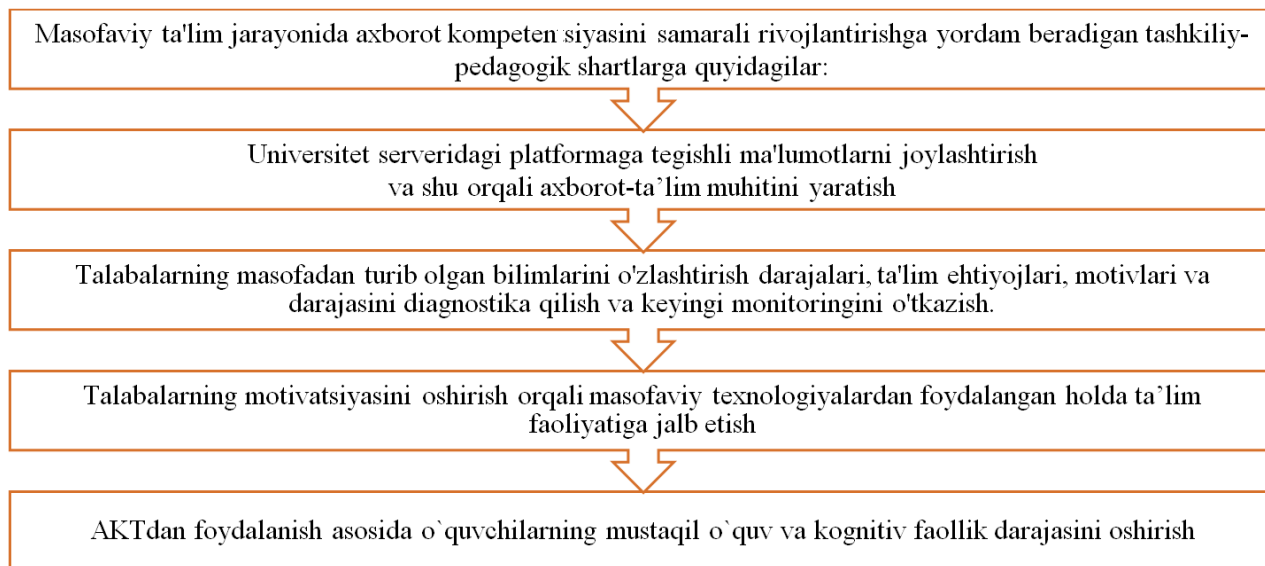 Masofaviy ta'lim jarayonida axborot kompeten siyasini samarali rivojlantirishga yordam beradigan tashkiliy-
pedagogik shartlarga quyidagilar:
Universitet serveridagi platformaga tegishli ma'lumotlarni joylashtirish
va shu orqali axborot-ta’lim muhitini yaratish
Talabalarning masofadan turib olgan bilimlarini o'zlashtirish darajalari, ta'lim ehtiyojlari, motivlari va
darajasini diagnostika qilish va keyingi monitoringini o'tkazish.
Talabalarning motivatsiyasini oshirish orqali masofaviy texnologiyalardan foydalangan holda ta’lim
faoliyatiga jalb etish
AKTdan foydalanish asosida o`quvchilarning mustaqil o`quv va kognitiv faollik darajasini oshirish